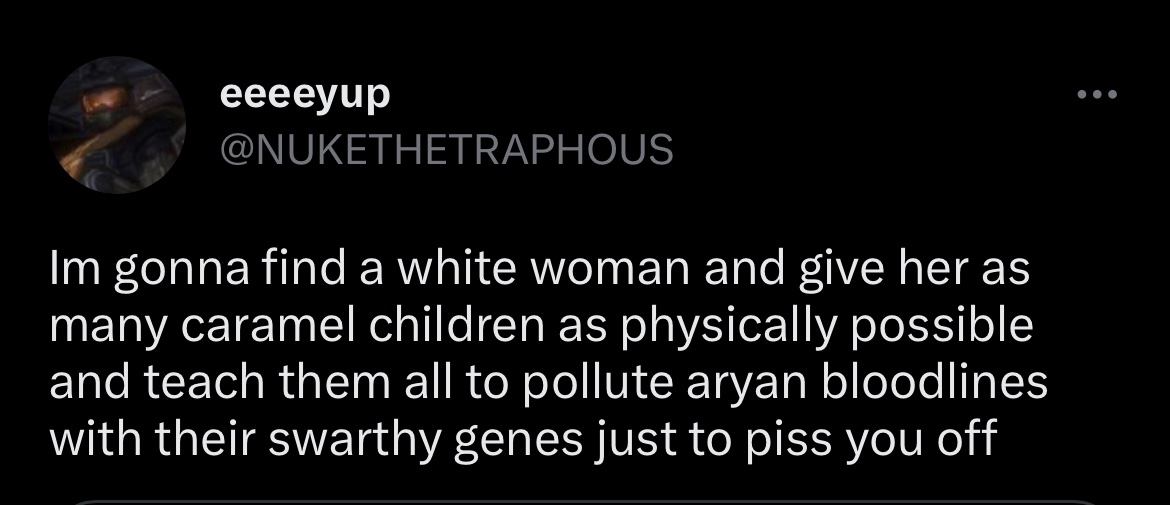 eeeeyup
@NUKETHETRAPHOUS
Im gonna find a white woman and give her as
many caramel children as physically possible
and teach them all to pollute aryan bloodlines
with their swarthy genes just to piss you off